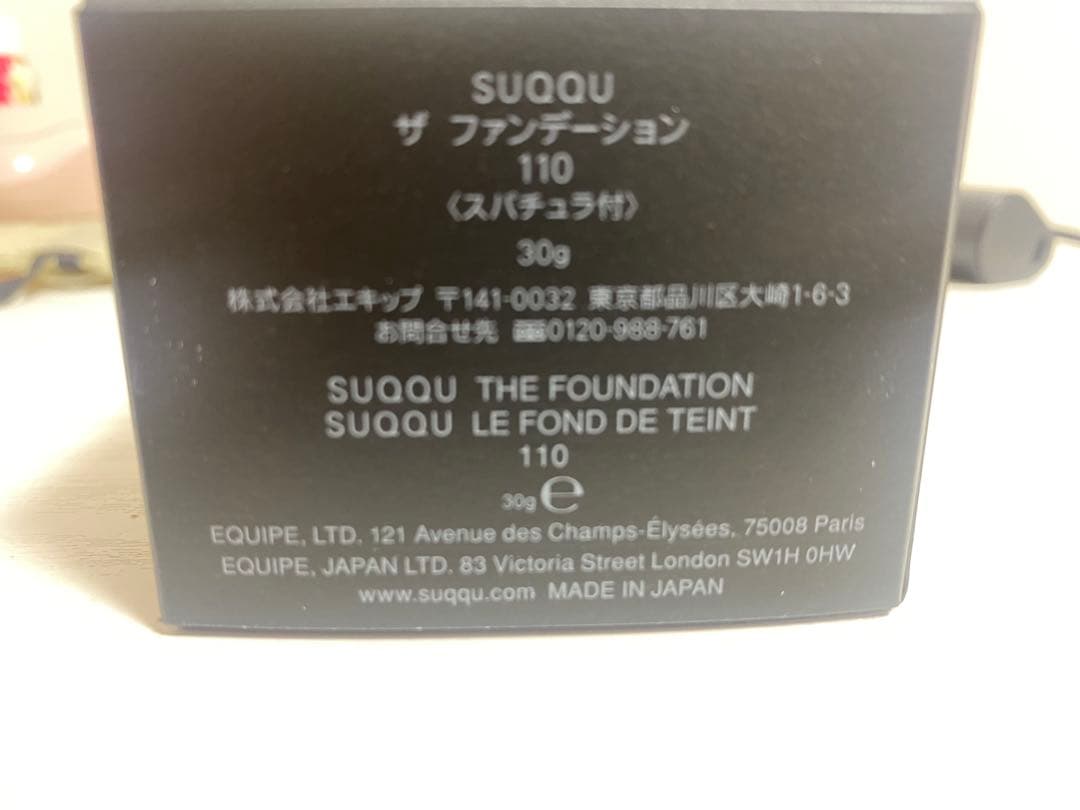 SUQQU
ザ ファンデーション
110
〈スパチュラ付〉
30g
株式会社エキップ 〒141-0032 東京都品川区大崎1-6-3
お問合せ先 0120-988-761
SUQQU THE FOUNDATION
SUQQU LE FOND DE TEINT
110
30g e
EQUIPE, LTD. 121 Avenue des Champs-Élysées, 75008 Paris
EQUIPE, JAPAN LTD. 83 Victoria Street London SW1H 0HW
www.suqqu.com MADE IN JAPAN